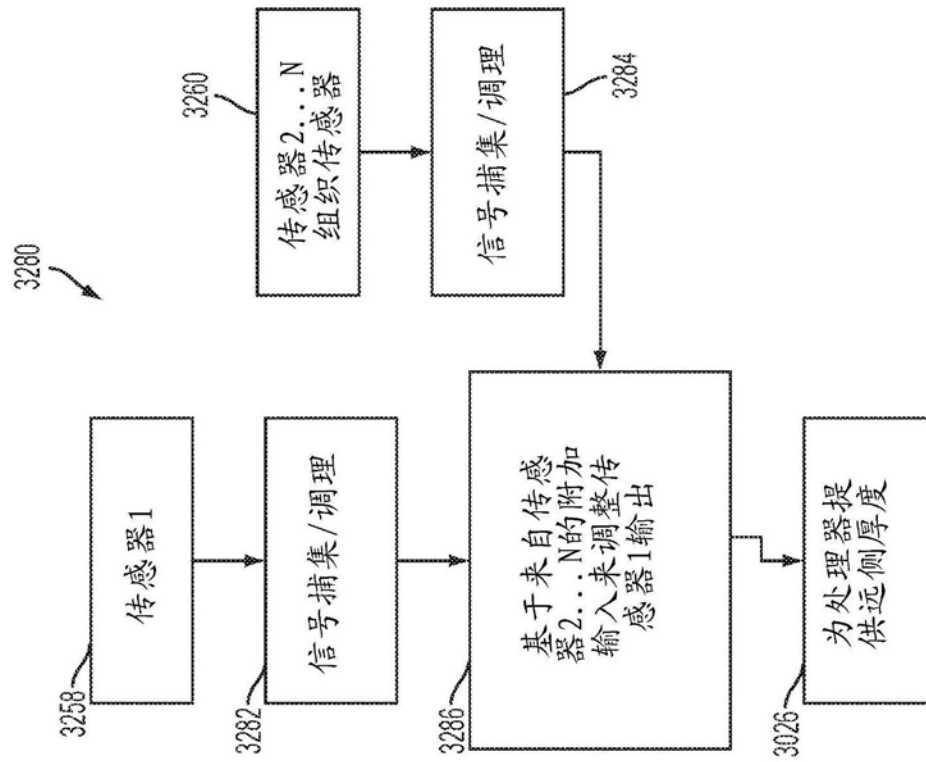 3280
3258
传感器1
3282
信号捕集/调理
3260
传感器2...N
组织传感器
信号捕集/调理
3284
3286
基于来自传感
器2...N的附加
输入来调整传
感器1输出
3026
为处理器提
供远侧厚度